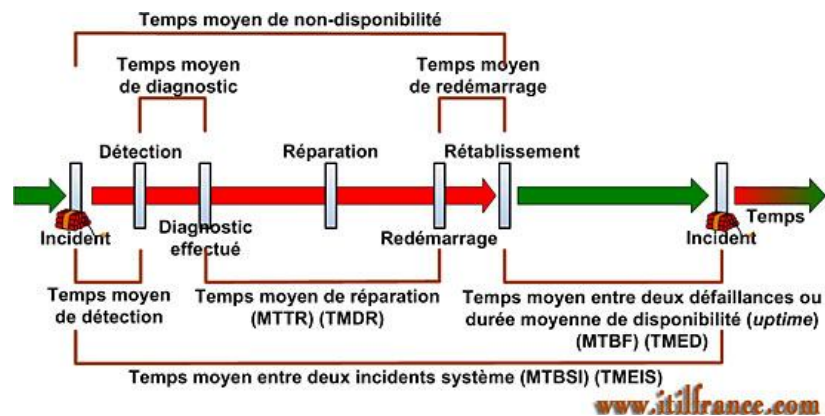 Temps moyen de non-disponibilité
Temps moyen
de diagnostic
Temps moyen
de redémarrage
Détection
Réparation
Rétablissement
Incident
Diagnostic
effectué
Redémarrage
Incident
Temps
Temps moyen
de détection
Temps moyen de réparation
(MTTR) (TMDR)
Temps moyen entre deux défaillances ou
durée moyenne de disponibilité (uptime)
(MTBF) (TMED)
Temps moyen entre deux incidents système (MTBSI) (TMEIS)
www.itilfrance.com